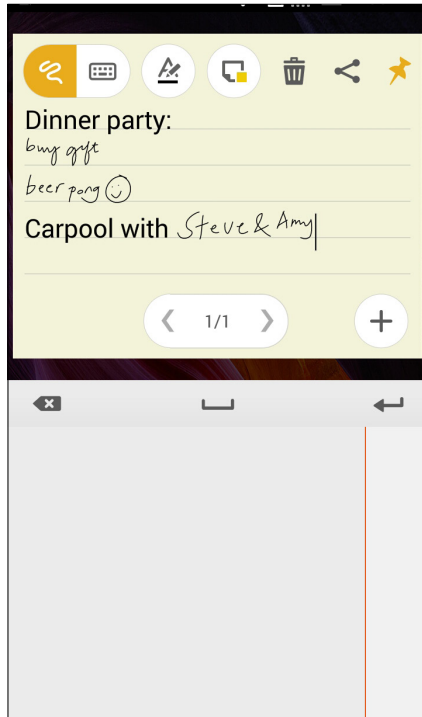 Dinner party:
buy gift
beer pong ☺
Carpool with Steve & Amy
1/1